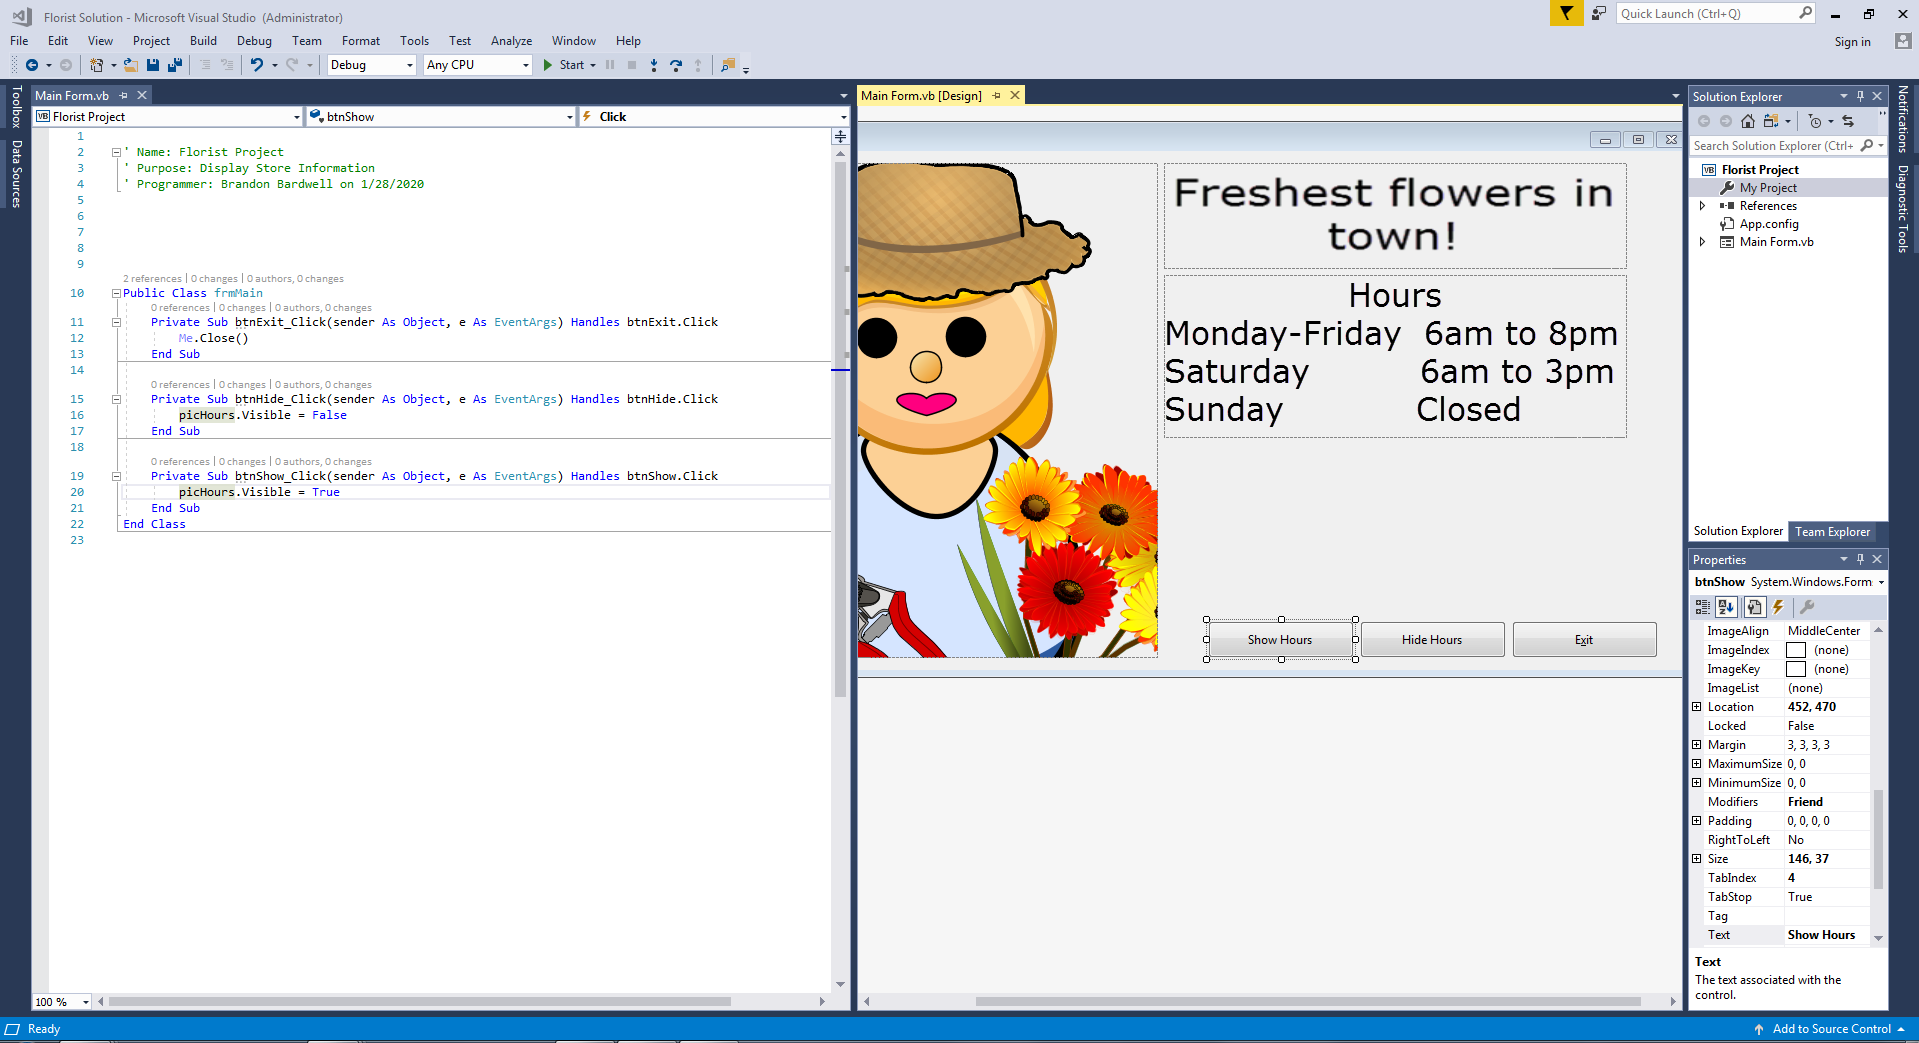 Florist Solution - Microsoft Visual Studio (Administrator)
Quick Launch (Ctrl+Q)
File Edit View Project Build Debug Team Format Tools Test Analyze Window Help
Sign in
Debug Any CPU Start
Toolbox
Data Sources
Main Form.vb
Florist Project btnShow Click
1
2 ' Name: Florist Project
3 ' Purpose: Display Store Information
4 ' Programmer: Brandon Bardwell on 1/28/2020
5
6
7
8
9
2 references | 0 changes | 0 authors, 0 changes
10 Public Class frmMain
0 references | 0 changes | 0 authors, 0 changes
11 Private Sub btnExit_Click(sender As Object, e As EventArgs) Handles btnExit.Click
12 Me.Close()
13 End Sub
14
0 references | 0 changes | 0 authors, 0 changes
15 Private Sub btnHide_Click(sender As Object, e As EventArgs) Handles btnHide.Click
16 picHours.Visible = False
17 End Sub
18
0 references | 0 changes | 0 authors, 0 changes
19 Private Sub btnShow_Click(sender As Object, e As EventArgs) Handles btnShow.Click
20 picHours.Visible = True
21 End Sub
22 End Class
23
100 %
Main Form.vb [Design]
Freshest flowers in
town!
Hours
Monday-Friday 6am to 8pm
Saturday 6am to 3pm
Sunday Closed
Show Hours Hide Hours Exit
Solution Explorer
Search Solution Explorer (Ctrl+
Florist Project
My Project
References
App.config
Main Form.vb
Solution Explorer Team Explorer
Properties
btnShow System.Windows.Form
ImageAlign MiddleCenter
ImageIndex (none)
ImageKey (none)
ImageList (none)
Location 452, 470
Locked False
Margin 3, 3, 3, 3
MaximumSize 0, 0
MinimumSize 0, 0
Modifiers Friend
Padding 0, 0, 0, 0
RightToLeft No
Size 146, 37
TabIndex 4
TabStop True
Tag
Text Show Hours
Text
The text associated with the
control.
Notifications
Diagnostic Tools
Ready
Add to Source Control